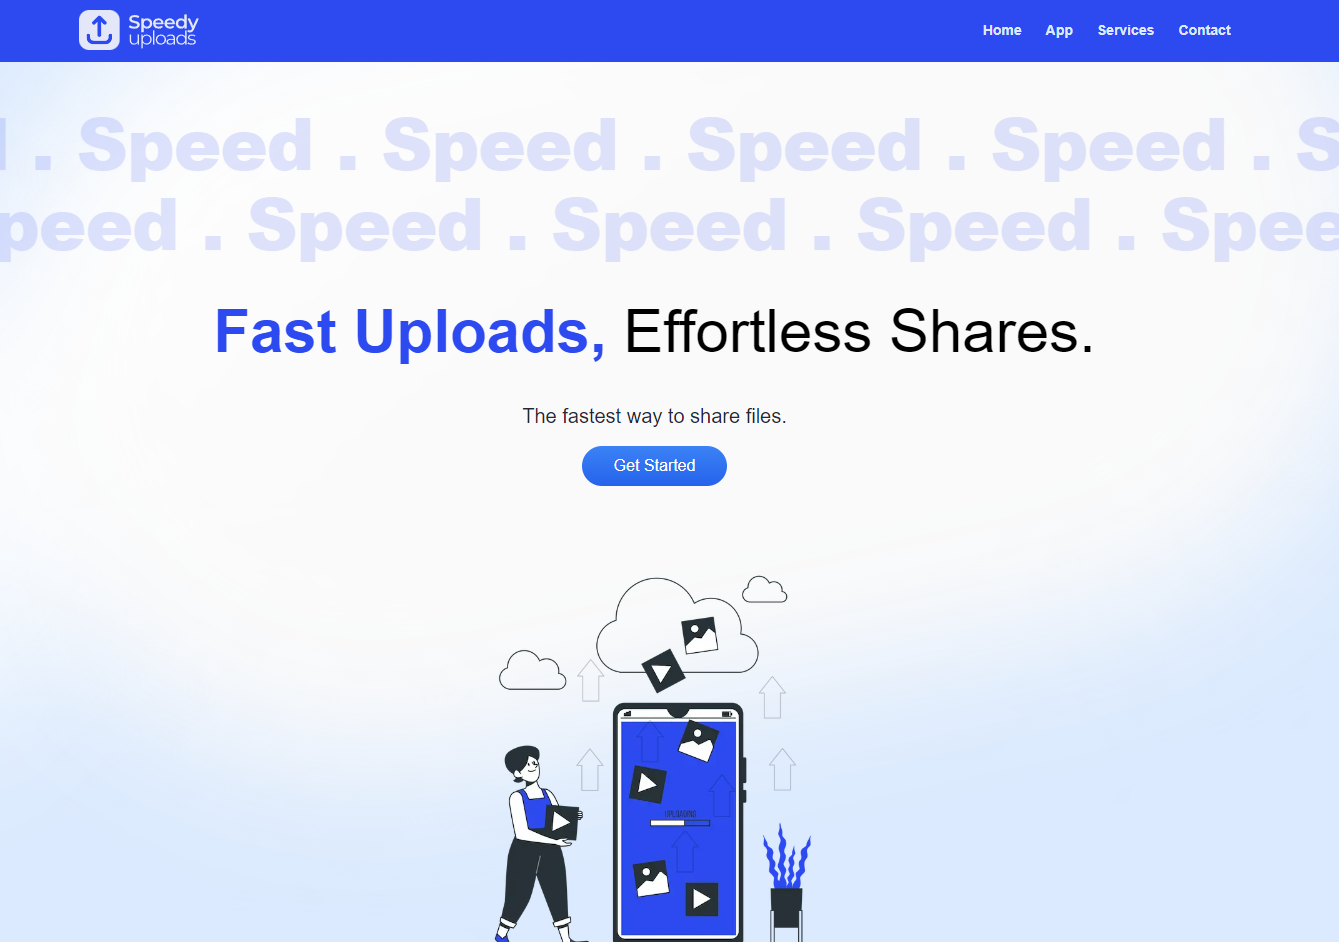 Speedy
uploads
Home App Services Contact
. Speed . Speed . Speed . Speed . S
peed . Speed . Speed . Speed . Spee
Fast Uploads, Effortless Shares.
The fastest way to share files.
Get Started
UPLOADING